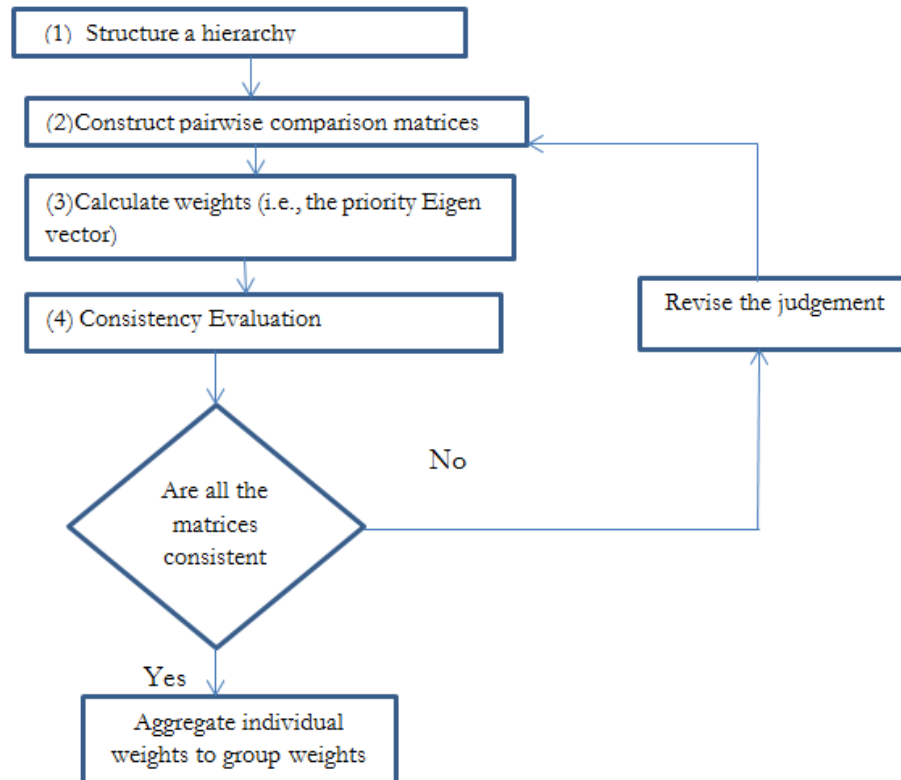 (1) Structure a hierarchy
(2)Construct pairwise comparison matrices
(3)Calculate weights (i.e., the priority Eigen
vector)
(4) Consistency Evaluation
Revise the judgement
No
Are all the
matrices
consistent
Yes
Aggregate individual
weights to group weights